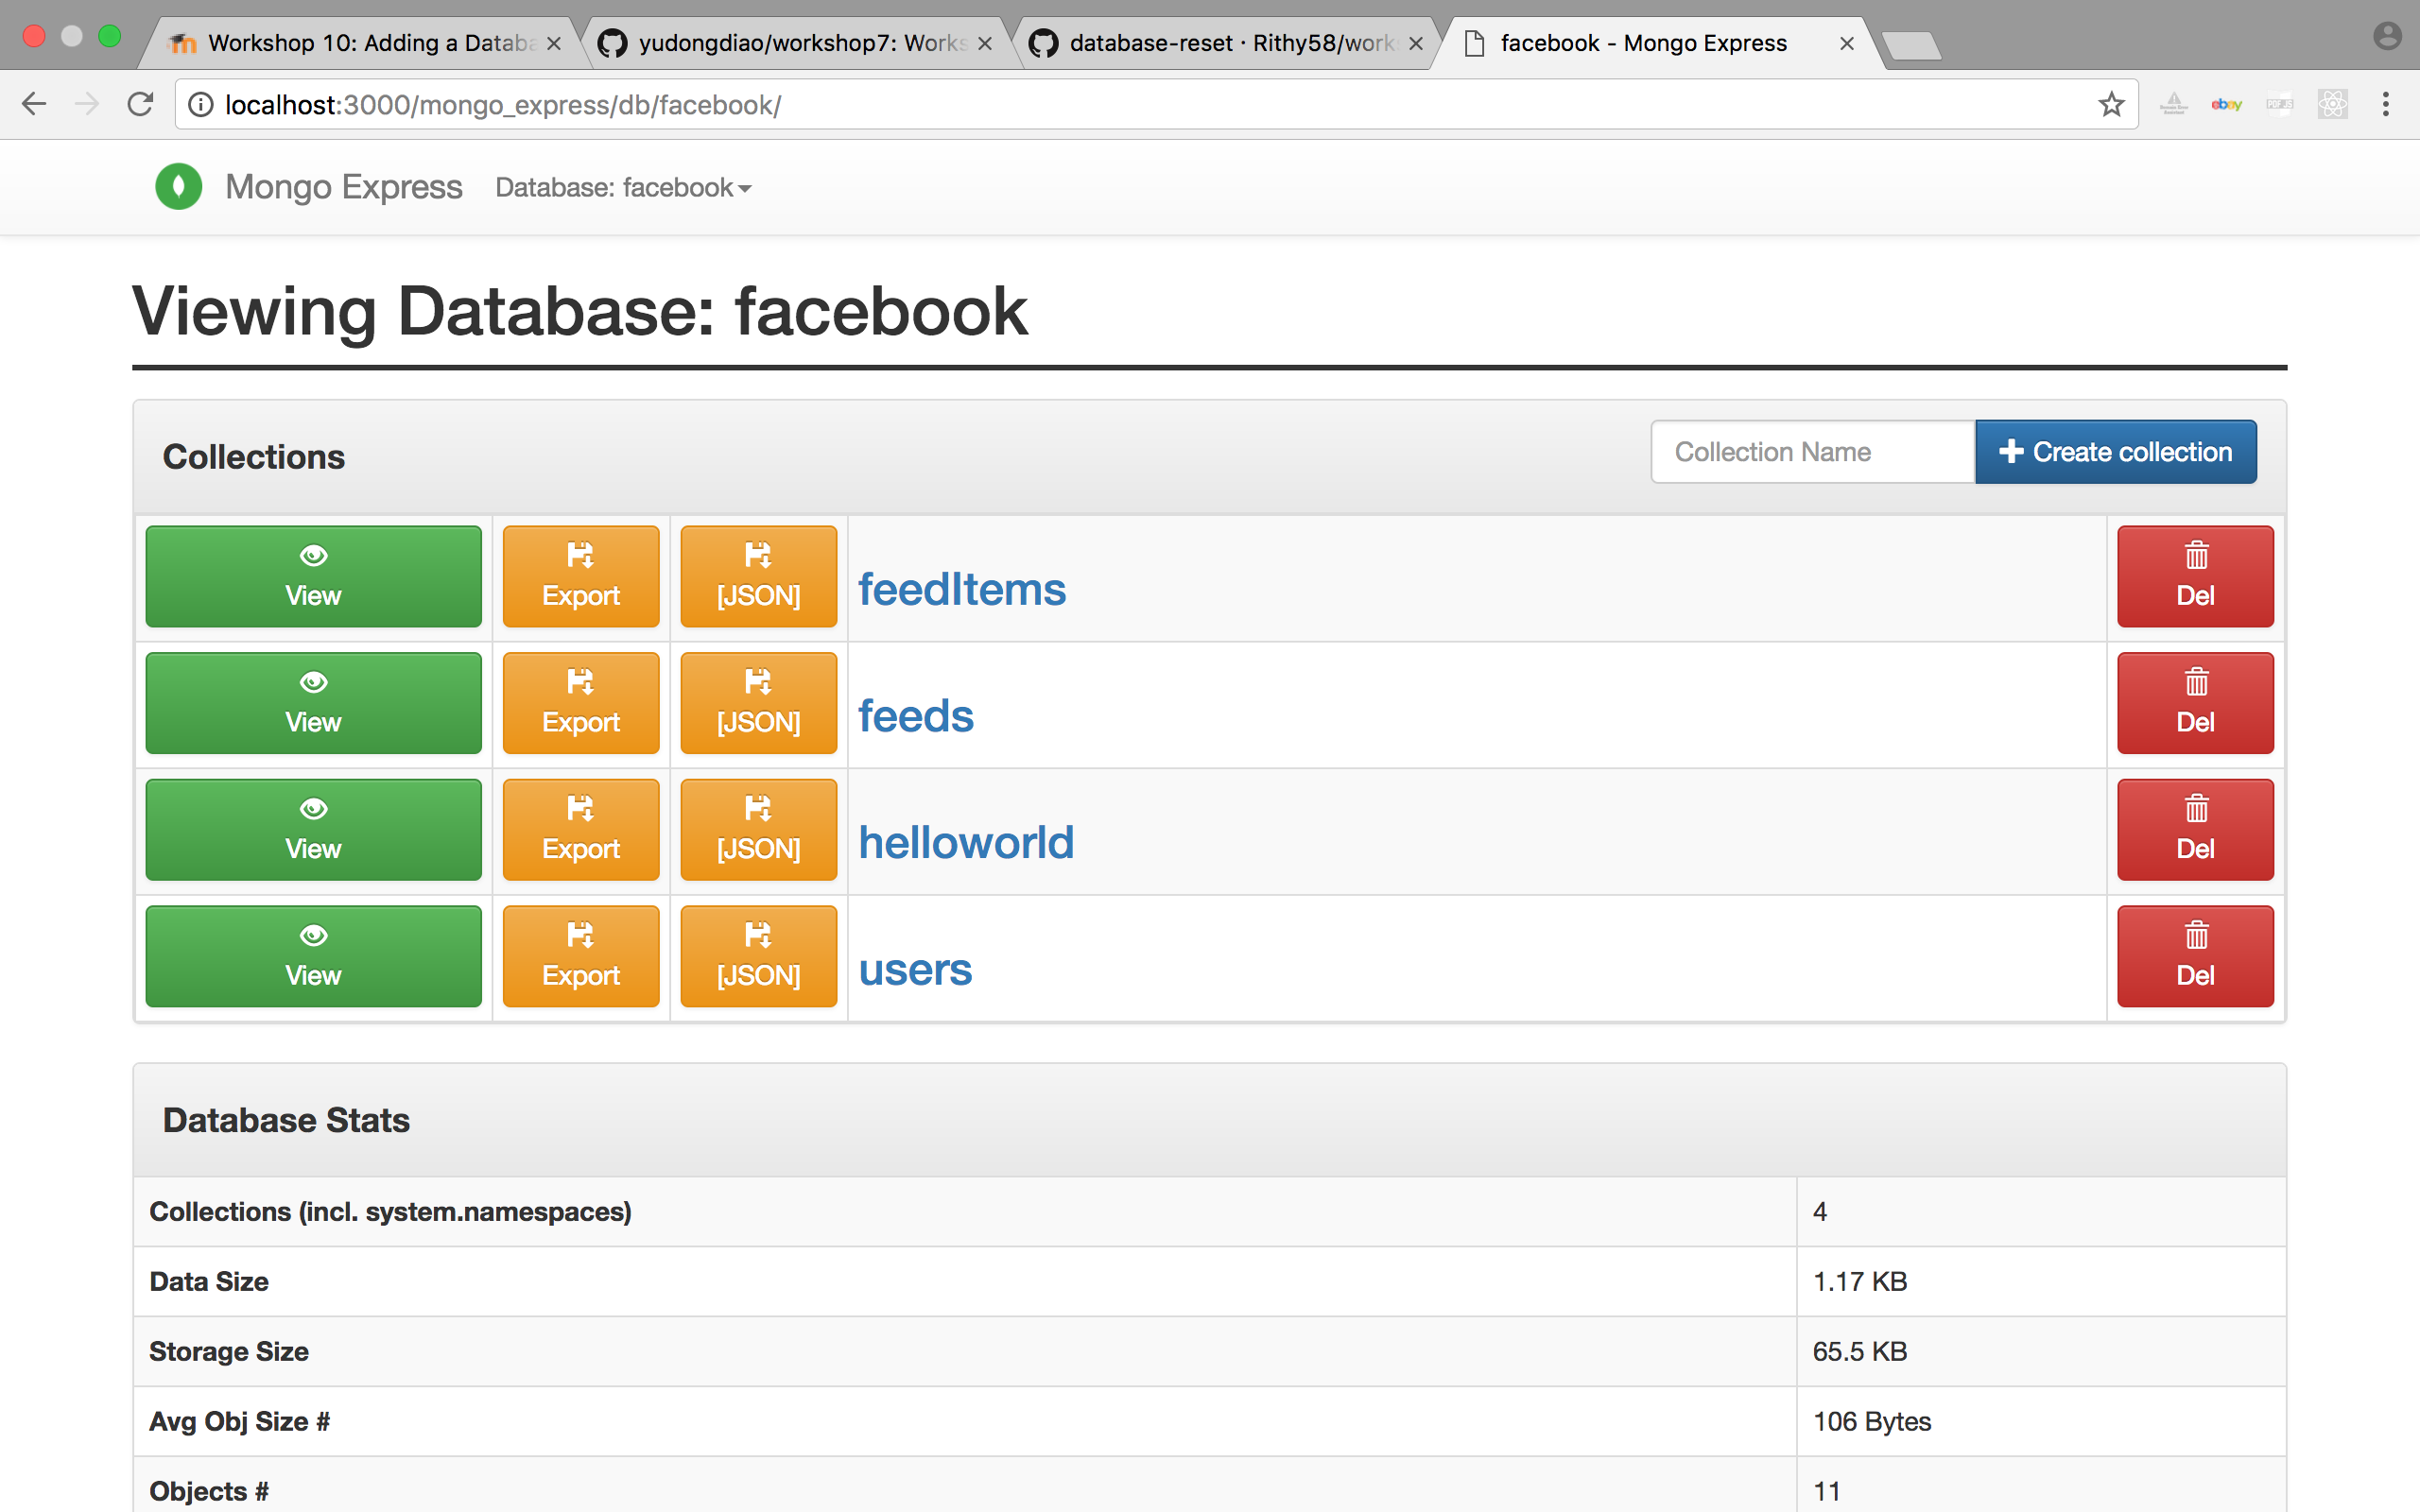 Workshop 10: Adding a Databa
yudongdiao/workshop7: Works
database-reset · Rithy58/work
facebook - Mongo Express
localhost:3000/mongo_express/db/facebook/
ebay
Mongo Express
Database: facebook
Viewing Database: facebook
Collections
Collection Name
Create collection
View
Export
[JSON]
feedItems
Del
View
Export
[JSON]
feeds
Del
View
Export
[JSON]
helloworld
Del
View
Export
[JSON]
users
Del
Database Stats
Collections (incl. system.namespaces) 4
Data Size 1.17 KB
Storage Size 65.5 KB
Avg Obj Size # 106 Bytes
Objects # 11